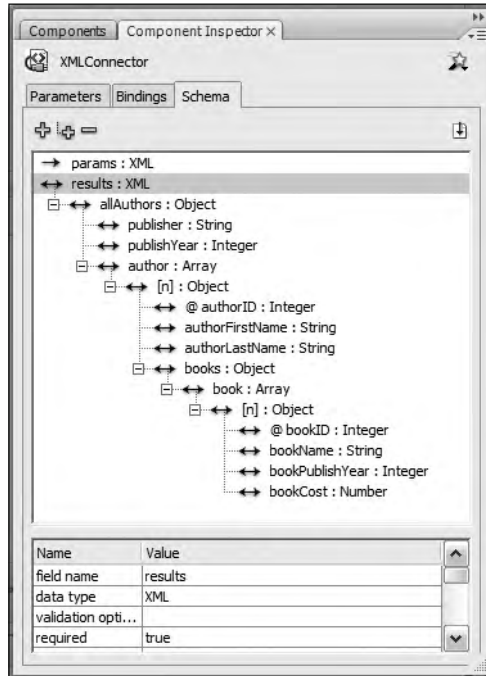 Components Component Inspector ×
XMLConnector
Parameters Bindings Schema
params : XML
results : XML
allAuthors : Object
publisher : String
publishYear : Integer
author : Array
[n] : Object
@ authorID : Integer
authorFirstName : String
authorLastName : String
books : Object
book : Array
[n] : Object
@ bookID : Integer
bookName : String
bookPublishYear : Integer
bookCost : Number
Name Value
field name results
data type XML
validation opti...
required true